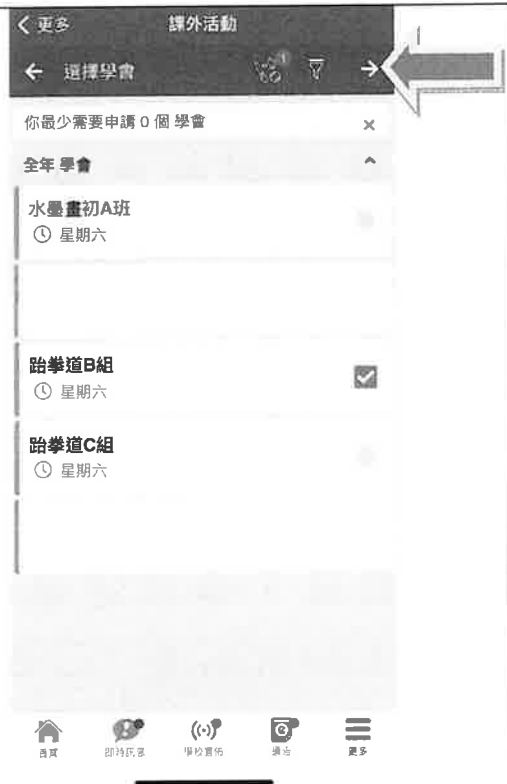 更多
課外活動
選擇學會
1
你最少需要申請 0 個 學會
全年 學會
水墨畫初A班
星期六
跆拳道B組
星期六
跆拳道C組
星期六
首頁
即時訊息
學校宣佈
通告
更多